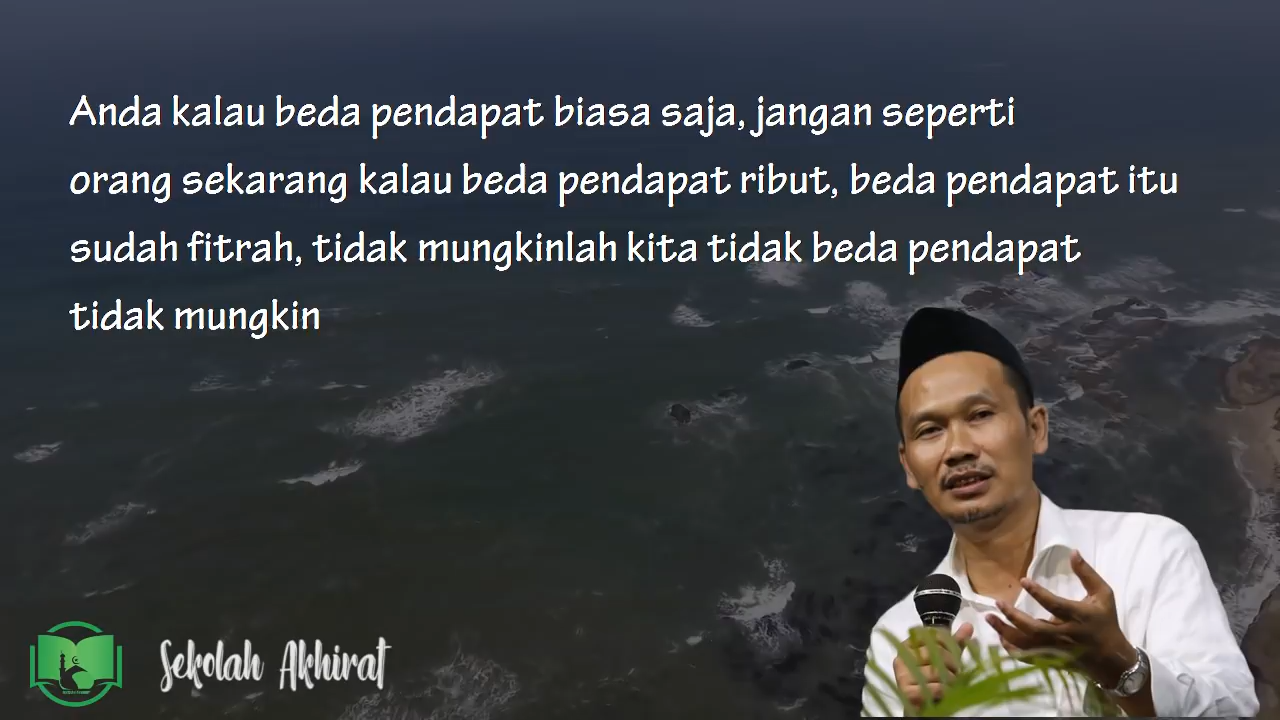 Anda kalau beda pendapat biasa saja, jangan seperti
orang sekarang kalau beda pendapat ribut, beda pendapat itu
sudah fitrah, tidak mungkinlah kita tidak beda pendapat
tidak mungkin
Sekolah Akhirat